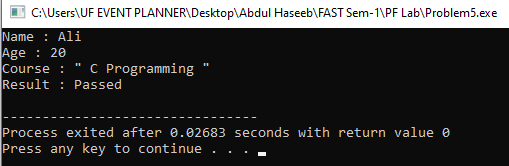 C:\Users\UF EVENT PLANNER\Desktop\Abdul Haseeb\FAST Sem-1\PF Lab\Problem5.exe
Name : Ali
Age : 20
Course : " C Programming "
Result : Passed
--------------------------------
Process exited after 0.02683 seconds with return value 0
Press any key to continue . . .